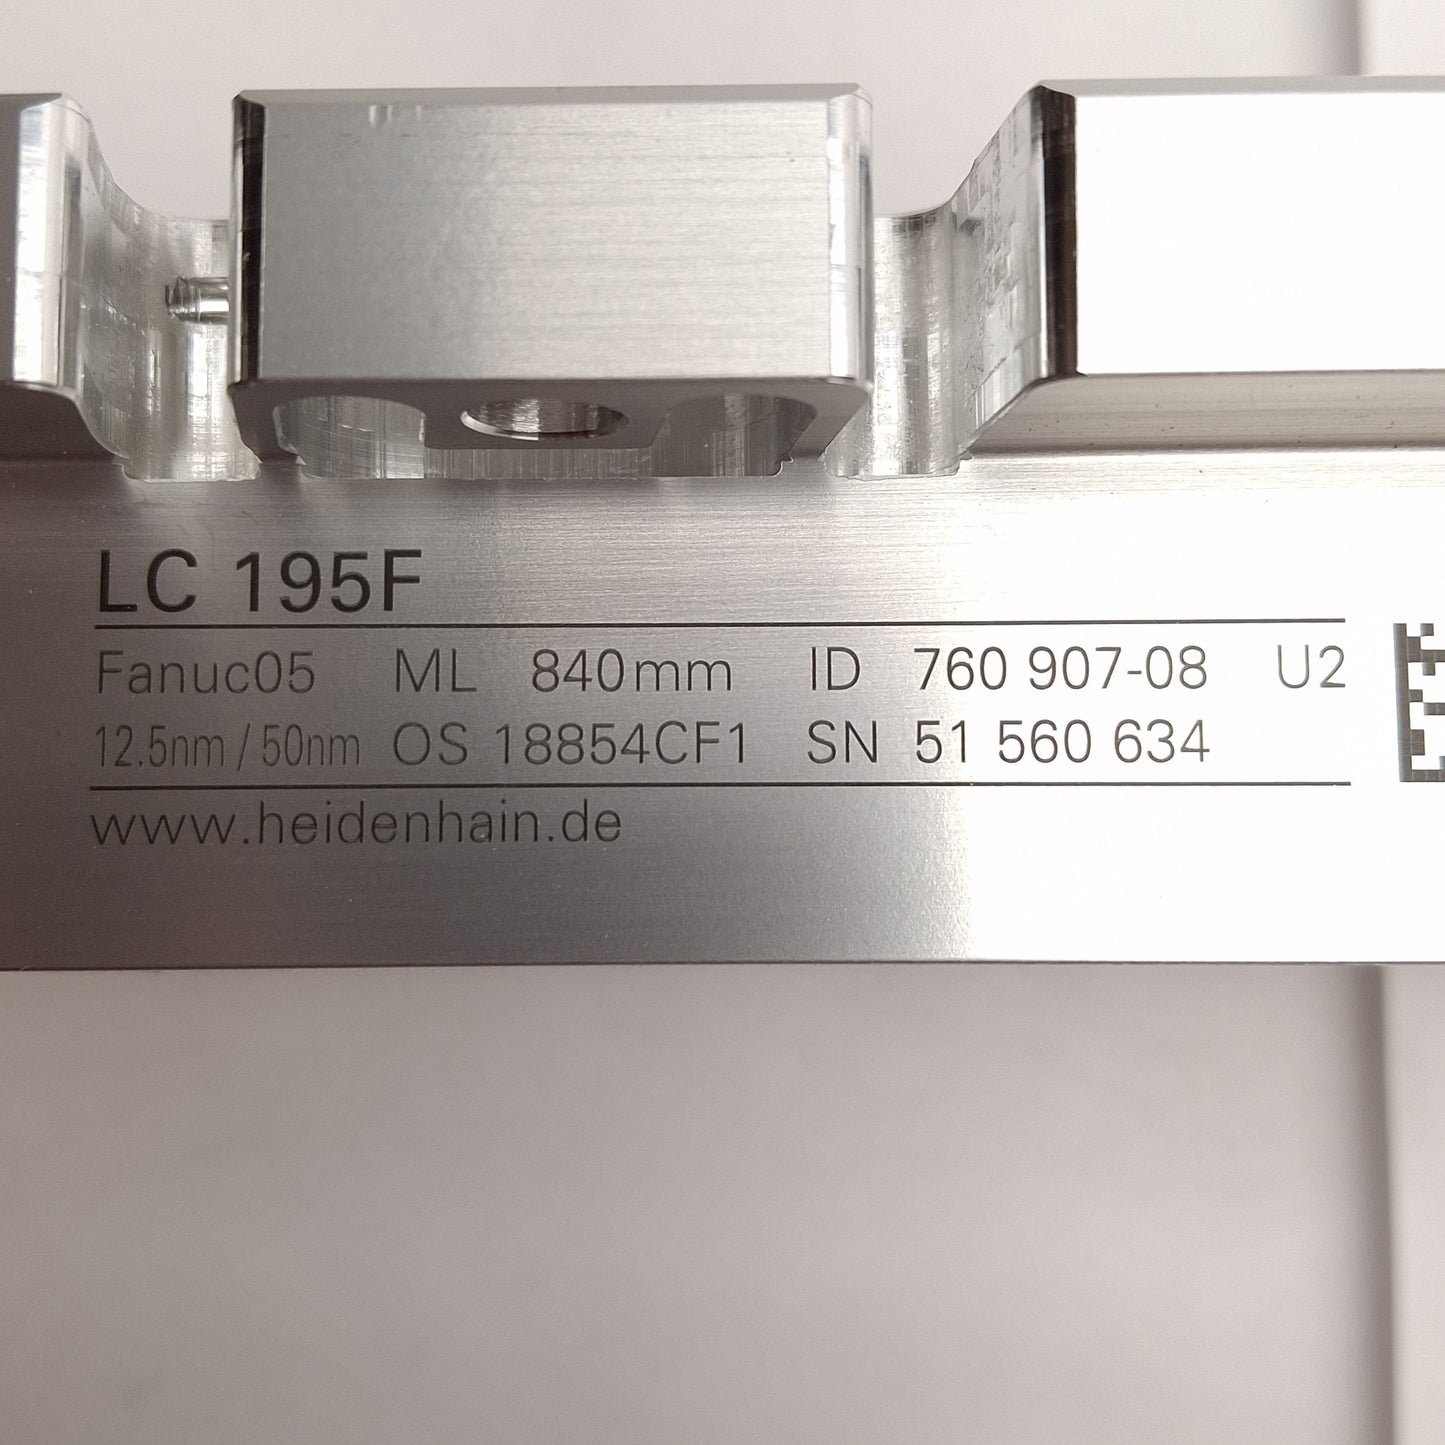 LC 195F
Fanuc05 ML 840mm ID 760 907-08 U2
12.5nm / 50nm OS 18854CF1 SN 51 560 634
www.heidenhain.de